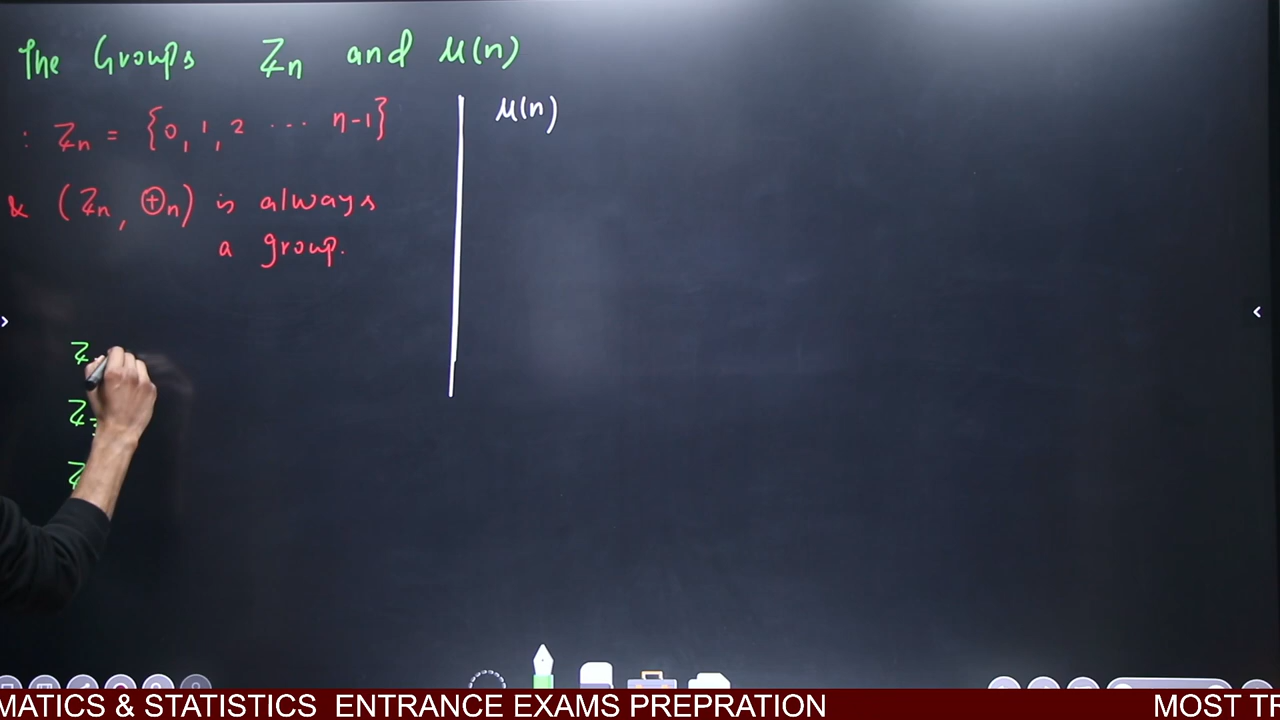 The Groups Zn and U(n)
: Zn = {0, 1, 2 ... n-1}
& (Zn, ⊕n) is always
a group.
U(n)
Z
Z
Z
MATICS & STATISTICS ENTRANCE EXAMS PREPRATION MOST TR